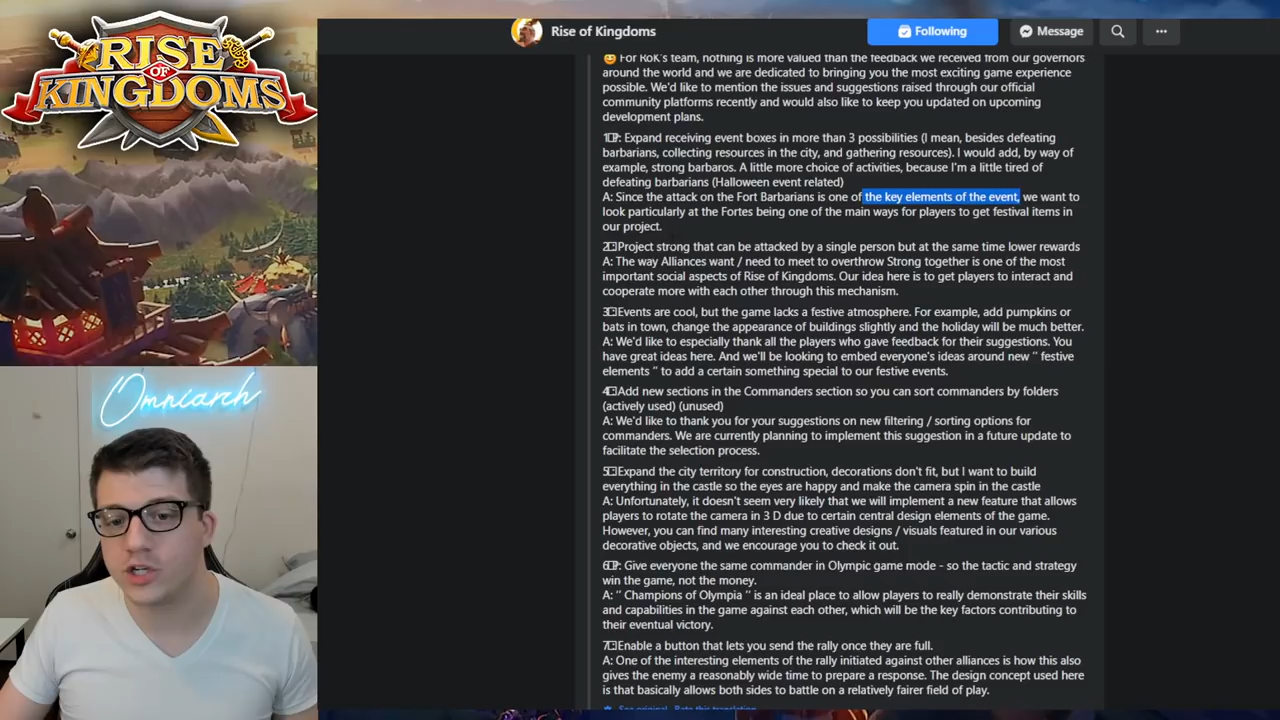 RISE
OF
KINGDOMS
Omniarch
Rise of Kingdoms
Following
Message
😊 For RoK's team, nothing is more valued than the feedback we received from our governors
around the world and we are dedicated to bringing you the most exciting game experience
possible. We'd like to mention the issues and suggestions raised through our official
community platforms recently and would also like to keep you updated on upcoming
development plans.
1 P: Expand receiving event boxes in more than 3 possibilities (I mean, besides defeating
barbarians, collecting resources in the city, and gathering resources). I would add, by way of
example, strong barbaros. A little more choice of activities, because I'm a little tired of
defeating barbarians (Halloween event related)
A: Since the attack on the Fort Barbarians is one of the key elements of the event, we want to
look particularly at the Fortes being one of the main ways for players to get festival items in
our project.
2 Project strong that can be attacked by a single person but at the same time lower rewards
A: The way Alliances want / need to meet to overthrow Strong together is one of the most
important social aspects of Rise of Kingdoms. Our idea here is to get players to interact and
cooperate more with each other through this mechanism.
3 Events are cool, but the game lacks a festive atmosphere. For example, add pumpkins or
bats in town, change the appearance of buildings slightly and the holiday will be much better.
A: We'd like to especially thank all the players who gave feedback for their suggestions. You
have great ideas here. And we'll be looking to embed everyone's ideas around new " festive
elements " to add a certain something special to our festive events.
4 Add new sections in the Commanders section so you can sort commanders by folders
(actively used) (unused)
A: We'd like to thank you for your suggestions on new filtering / sorting options for
commanders. We are currently planning to implement this suggestion in a future update to
facilitate the selection process.
5 Expand the city territory for construction, decorations don't fit, but I want to build
everything in the castle so the eyes are happy and make the camera spin in the castle
A: Unfortunately, it doesn't seem very likely that we will implement a new feature that allows
players to rotate the camera in 3 D due to certain central design elements of the game.
However, you can find many interesting creative designs / visuals featured in our various
decorative objects, and we encourage you to check it out.
6 P: Give everyone the same commander in Olympic game mode - so the tactic and strategy
win the game, not the money.
A: " Champions of Olympia " is an ideal place to allow players to really demonstrate their skills
and capabilities in the game against each other, which will be the key factors contributing to
their eventual victory.
7 Enable a button that lets you send the rally once they are full.
A: One of the interesting elements of the rally initiated against other alliances is how this also
gives the enemy a reasonably wide time to prepare a response. The design concept used here
is that basically allows both sides to battle on a relatively fairer field of play.
See original · Rate this translation